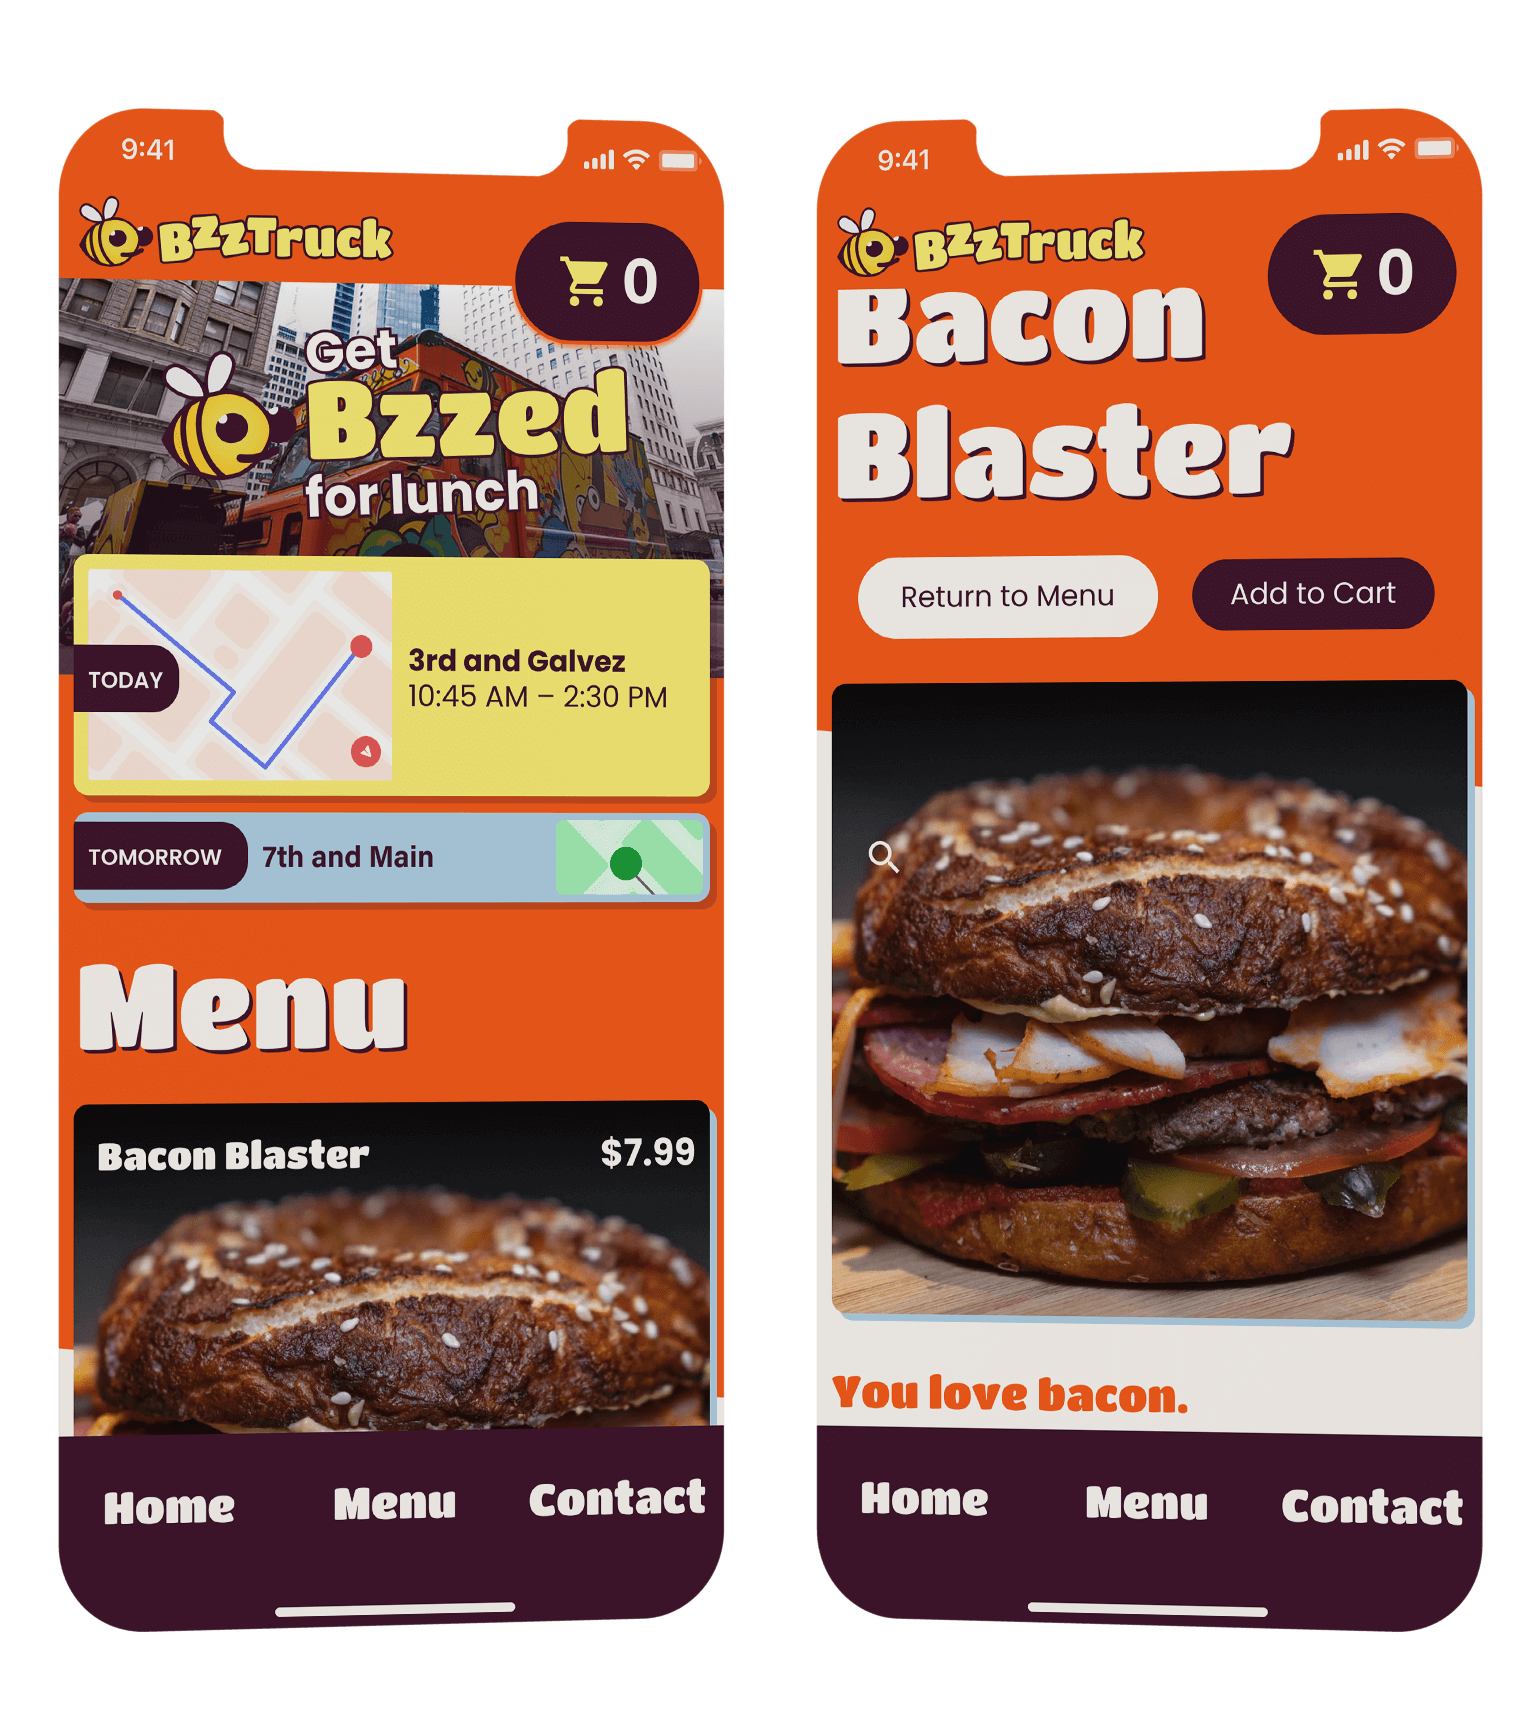 9:41
BzzTruck
0
Get
Bzzed
for lunch
TODAY
3rd and Galvez
10:45 AM – 2:30 PM
TOMORROW
7th and Main
Menu
Bacon Blaster
$7.99
Home
Menu
Contact
9:41
BzzTruck
0
Bacon
Blaster
Return to Menu
Add to Cart
You love bacon.
Home
Menu
Contact